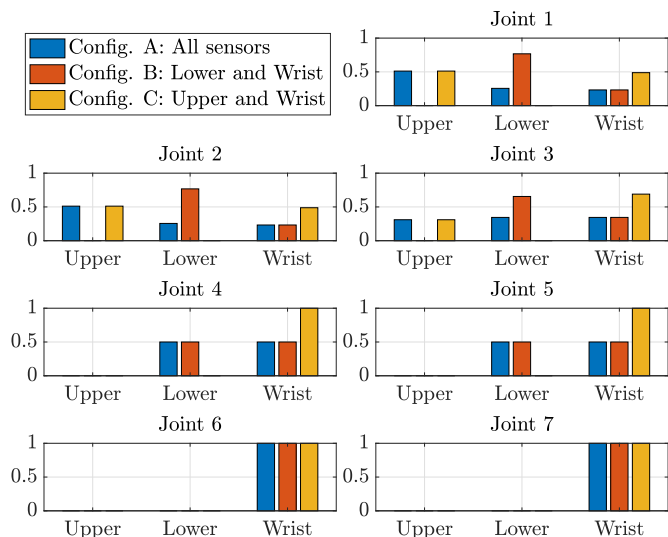 Joint 1
Config. A: All sensors
Config. B: Lower and Wrist
Config. C: Upper and Wrist
1
0.5
0
Upper Lower Wrist
Joint 2
1
0.5
0
Upper Lower Wrist
Joint 3
1
0.5
0
Upper Lower Wrist
Joint 4
1
0.5
0
Upper Lower Wrist
Joint 5
1
0.5
0
Upper Lower Wrist
Joint 6
1
0.5
0
Upper Lower Wrist
Joint 7
1
0.5
0
Upper Lower Wrist